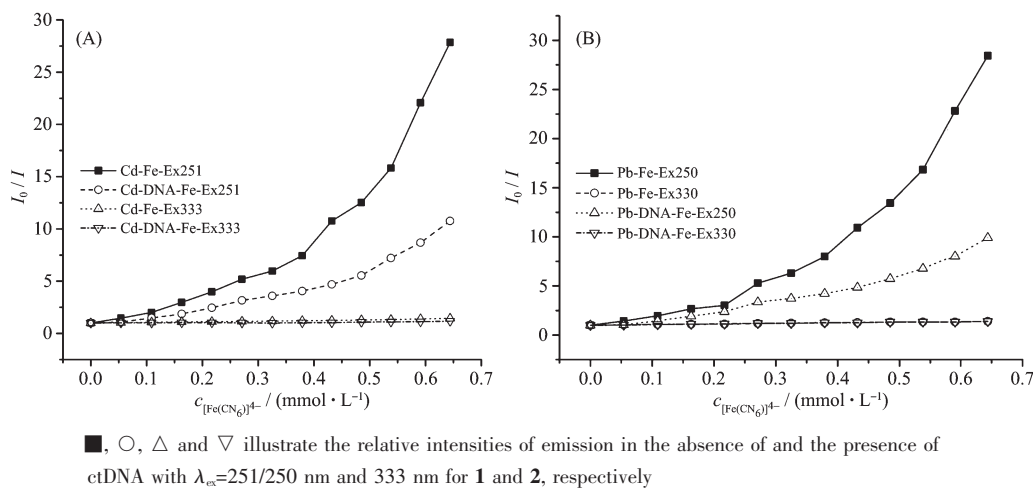 (A)
30
25
20
15
10
5
0
I₀ / I
Cd-Fe-Ex251
Cd-DNA-Fe-Ex251
Cd-Fe-Ex333
Cd-DNA-Fe-Ex333
0.0 0.1 0.2 0.3 0.4 0.5 0.6 0.7
c[Fe(CN₆)]⁴⁻ / (mmol · L⁻¹)
(B)
30
25
20
15
10
5
0
I₀ / I
Pb-Fe-Ex250
Pb-Fe-Ex330
Pb-DNA-Fe-Ex250
Pb-DNA-Fe-Ex330
0.0 0.1 0.2 0.3 0.4 0.5 0.6 0.7
c[Fe(CN₆)]⁴⁻ / (mmol · L⁻¹)
■, ○, △ and ▽ illustrate the relative intensities of emission in the absence of and the presence of
ctDNA with λex=251/250 nm and 333 nm for 1 and 2, respectively